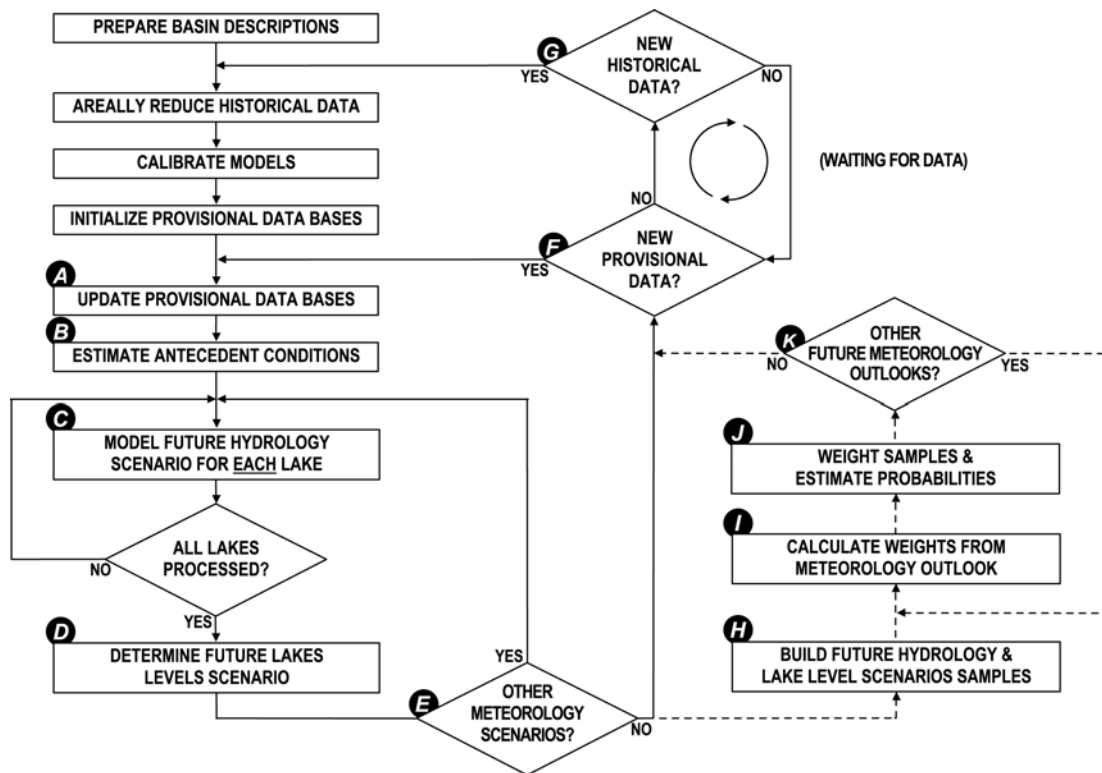 PREPARE BASIN DESCRIPTIONS
AREALLY REDUCE HISTORICAL DATA
CALIBRATE MODELS
INITIALIZE PROVISIONAL DATA BASES
A
UPDATE PROVISIONAL DATA BASES
B
ESTIMATE ANTECEDENT CONDITIONS
C
MODEL FUTURE HYDROLOGY
SCENARIO FOR EACH LAKE
ALL LAKES
PROCESSED?
NO
YES
D
DETERMINE FUTURE LAKES
LEVELS SCENARIO
E
OTHER
METEOROLOGY
SCENARIOS?
YES
NO
F
NEW
PROVISIONAL
DATA?
YES
NO
G
NEW
HISTORICAL
DATA?
YES
NO
(WAITING FOR DATA)
H
BUILD FUTURE HYDROLOGY &
LAKE LEVEL SCENARIOS SAMPLES
I
CALCULATE WEIGHTS FROM
METEOROLOGY OUTLOOK
J
WEIGHT SAMPLES &
ESTIMATE PROBABILITIES
K
OTHER
FUTURE METEOROLOGY
OUTLOOKS?
NO
YES